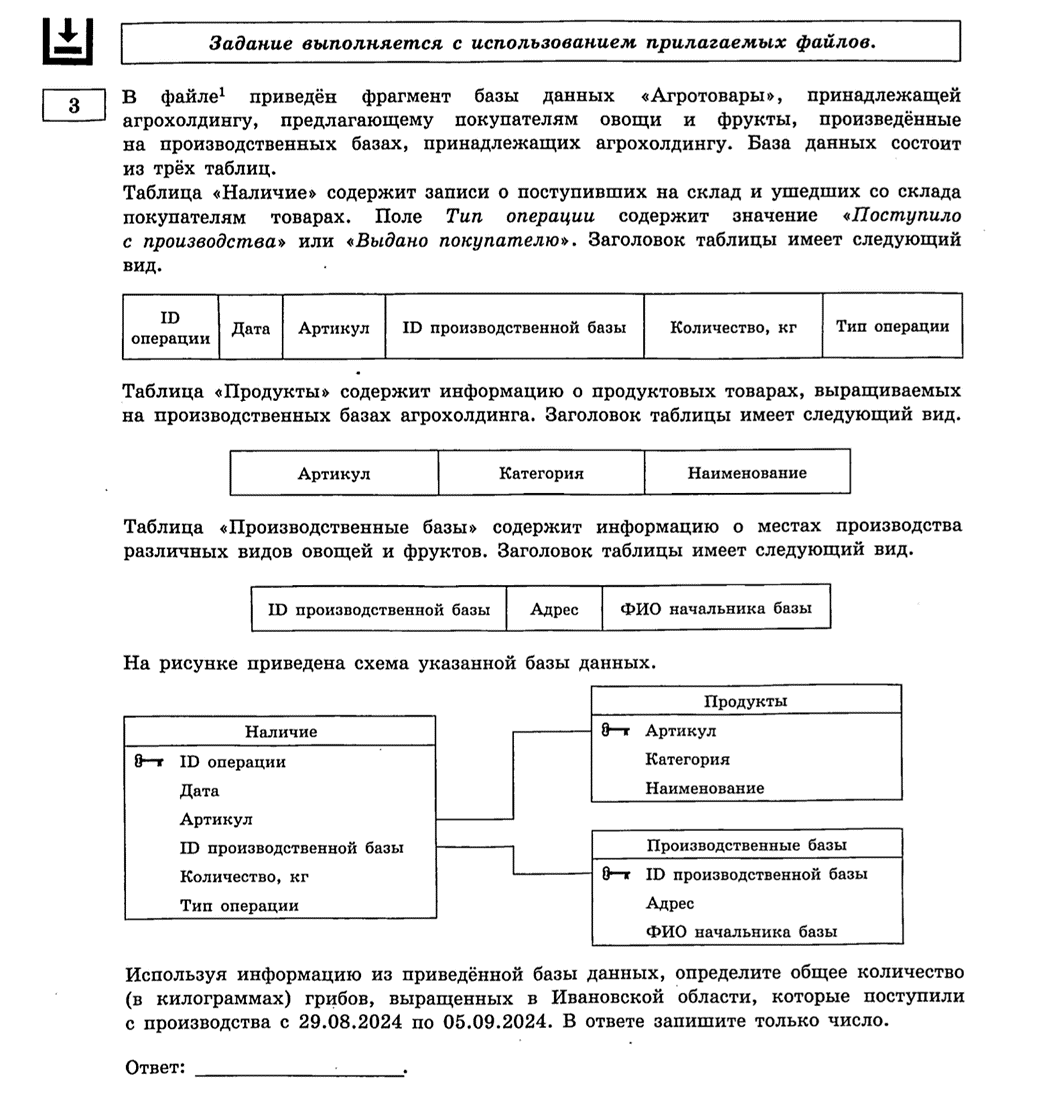 Задание выполняется с использованием прилагаемых файлов.
3
В файле¹ приведён фрагмент базы данных «Агротовары», принадлежащей
агрохолдингу, предлагающему покупателям овощи и фрукты, произведённые
на производственных базах, принадлежащих агрохолдингу. База данных состоит
из трёх таблиц.
Таблица «Наличие» содержит записи о поступивших на склад и ушедших со склада
покупателям товарах. Поле Тип операции содержит значение «Поступило
с производства» или «Выдано покупателю». Заголовок таблицы имеет следующий
вид.
ID
операции
Дата
Артикул
ID производственной базы
Количество, кг
Тип операции
Таблица «Продукты» содержит информацию о продуктовых товарах, выращиваемых
на производственных базах агрохолдинга. Заголовок таблицы имеет следующий вид.
Артикул
Категория
Наименование
Таблица «Производственные базы» содержит информацию о местах производства
различных видов овощей и фруктов. Заголовок таблицы имеет следующий вид.
ID производственной базы
Адрес
ФИО начальника базы
На рисунке приведена схема указанной базы данных.
Наличие
ID операции
Дата
Артикул
ID производственной базы
Количество, кг
Тип операции
Продукты
Артикул
Категория
Наименование
Производственные базы
ID производственной базы
Адрес
ФИО начальника базы
Используя информацию из приведённой базы данных, определите общее количество
(в килограммах) грибов, выращенных в Ивановской области, которые поступили
с производства с 29.08.2024 по 05.09.2024. В ответе запишите только число.
Ответ: ____________________.